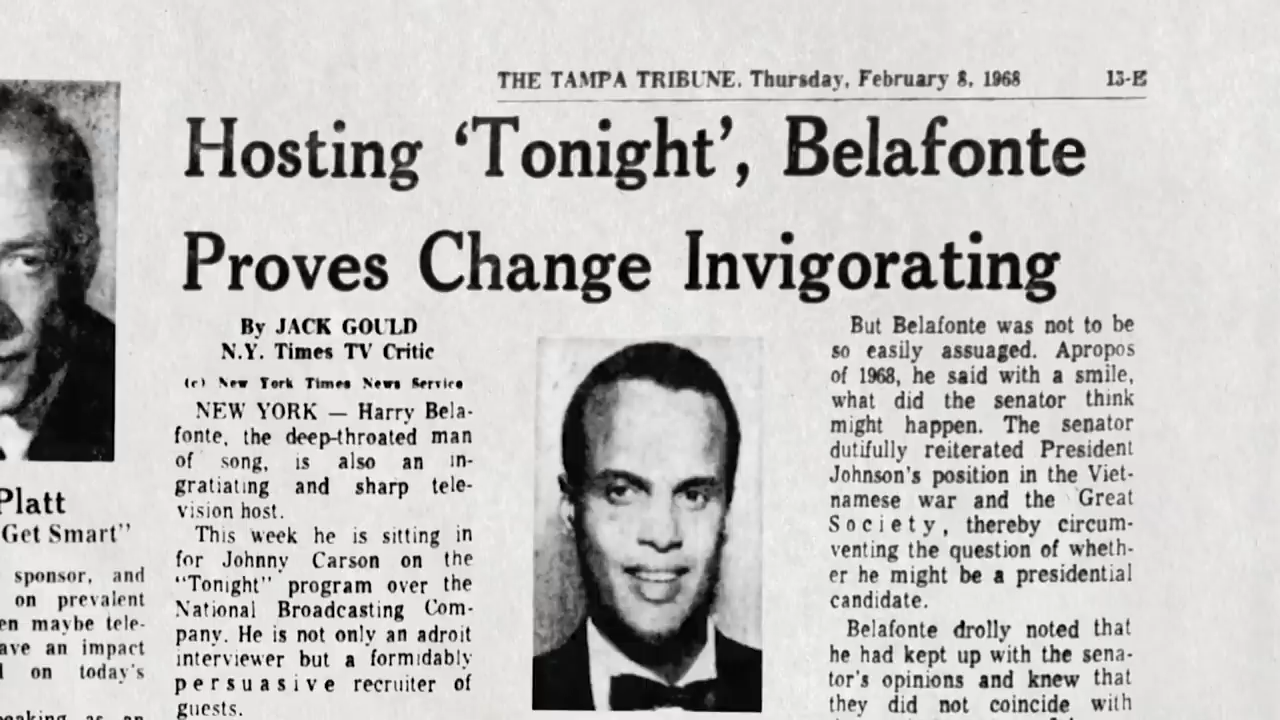 THE TAMPA TRIBUNE, Thursday, February 8, 1968 13-E
Hosting ‘Tonight’, Belafonte
Proves Change Invigorating
Platt
Get Smart”
sponsor, and
on prevalent
en maybe tele-
ave an impact
on today's
eaking as an
By JACK GOULD
N.Y. Times TV Critic
(c) New York Times News Service
NEW YORK — Harry Bela-
fonte, the deep-throated man
of song, is also an in-
gratiating and sharp tele-
vision host.
This week he is sitting in
for Johnny Carson on the
“Tonight” program over the
National Broadcasting Com-
pany. He is not only an adroit
interviewer but a formidably
persuasive recruiter of
guests.
But Belafonte was not to be
so easily assuaged. Apropos
of 1968, he said with a smile,
what did the senator think
might happen. The senator
dutifully reiterated President
Johnson's position in the Viet-
namese war and the Great
Society, thereby circum-
venting the question of wheth-
er he might be a presidential
candidate.
Belafonte drolly noted that
he had kept up with the sena-
tor's opinions and knew that
they did not coincide with